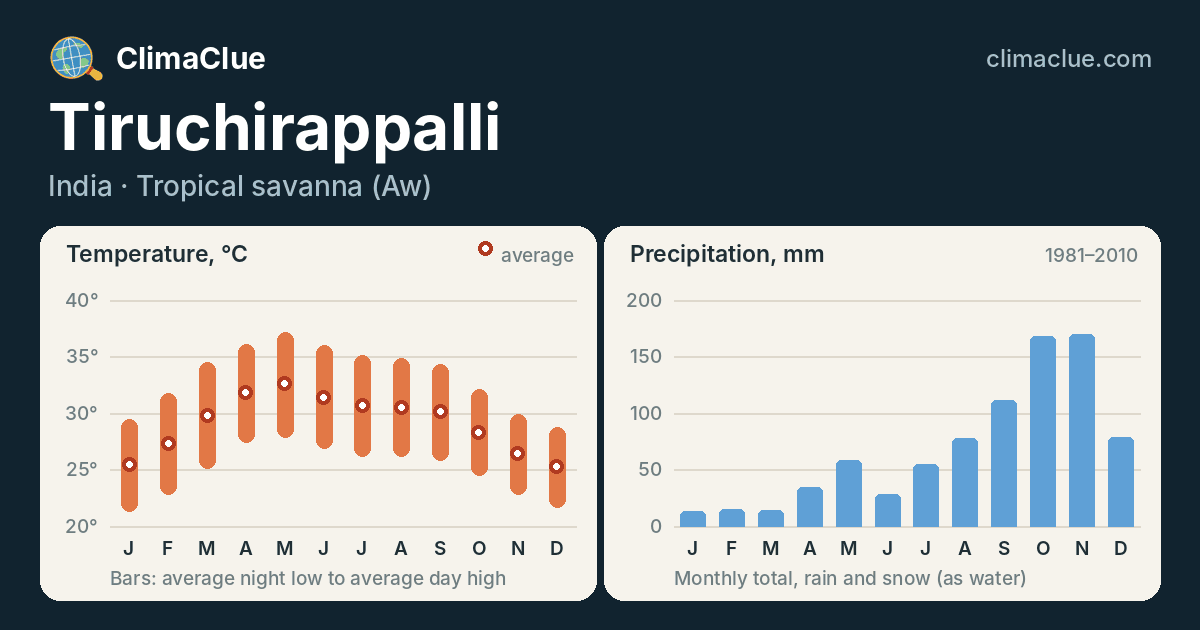 ClimaClue
climaclue.com
Tiruchirappalli
India · Tropical savanna (Aw)
Temperature, °C
average
40°
35°
30°
25°
20°
J F M A M J J A S O N D
Bars: average night low to average day high
Precipitation, mm
1981–2010
200
150
100
50
0
J F M A M J J A S O N D
Monthly total, rain and snow (as water)